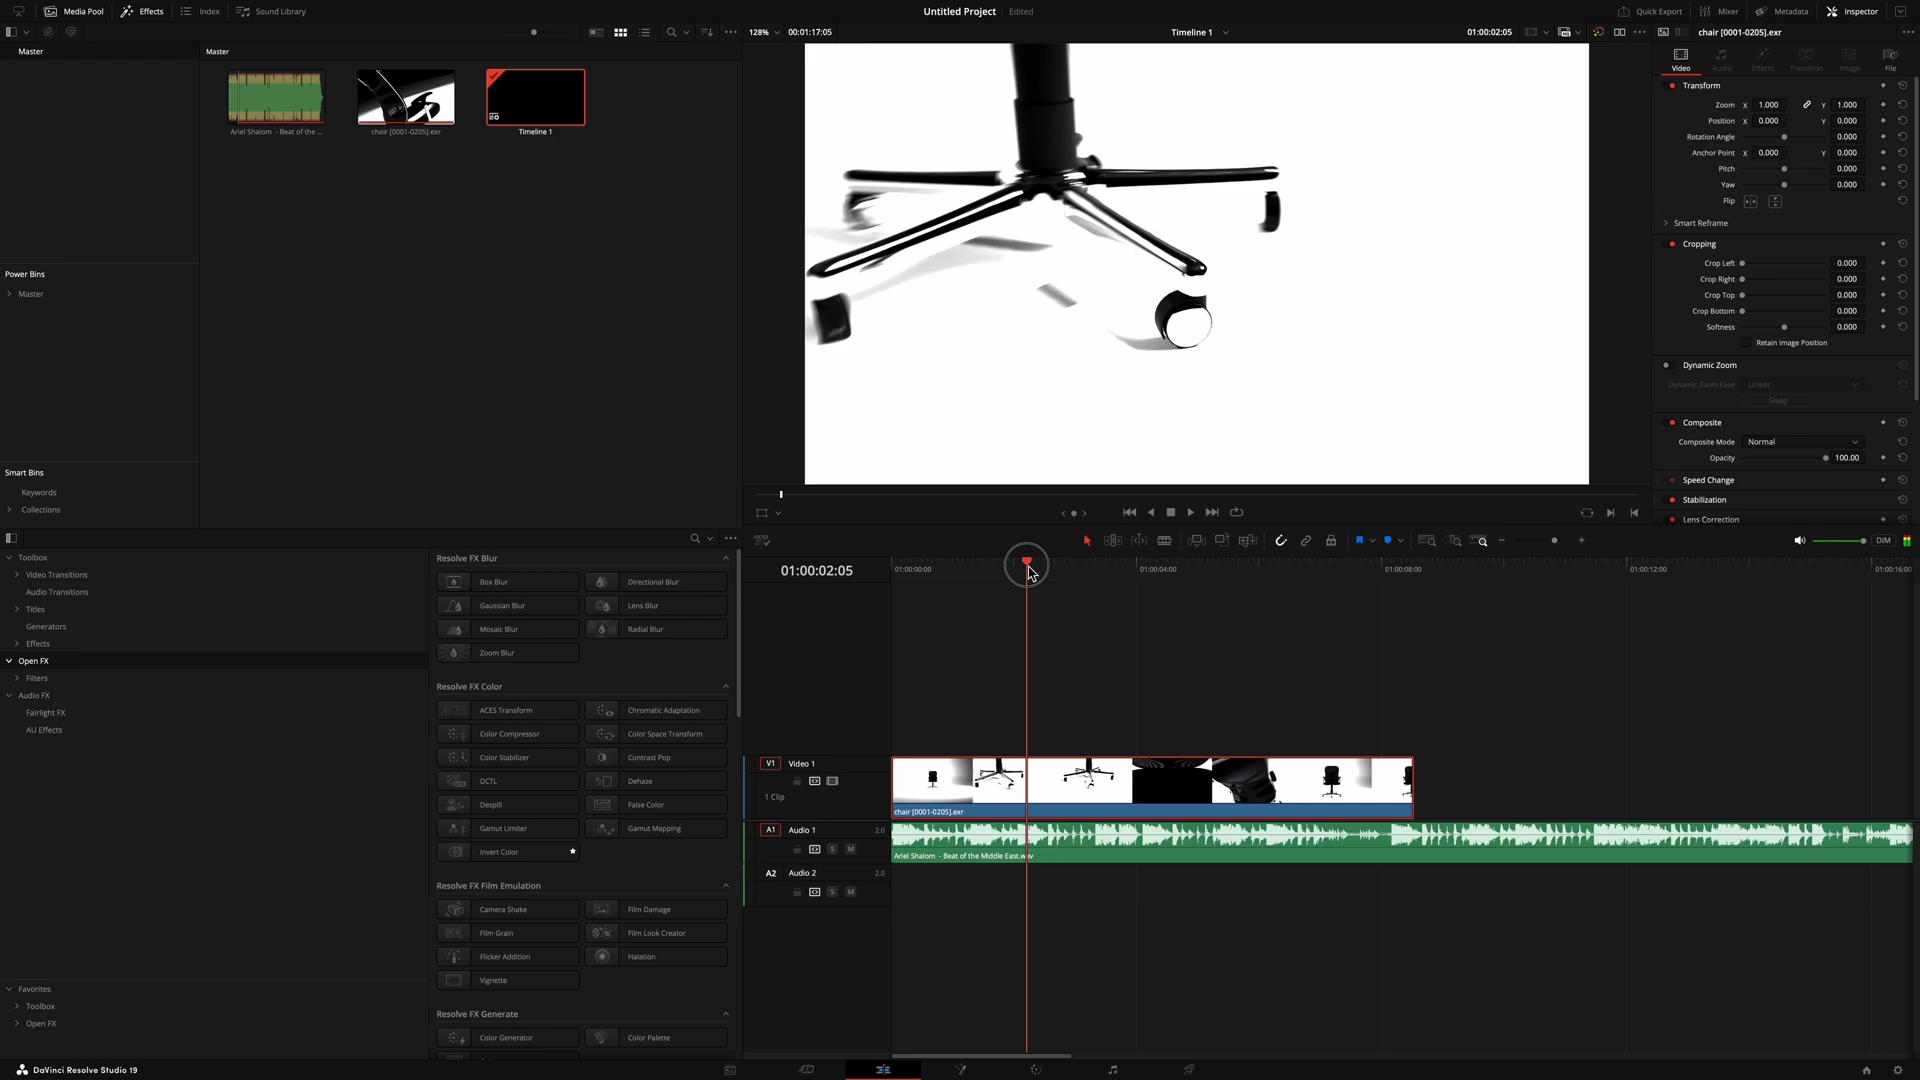 Media Pool Effects Index Sound Library Untitled Project Edited Quick Export Mixer Metadata Inspector
128% 00:01:17:05 Timeline 1 01:00:02:05 chair [0001-0205].exr
Master
Master
Ariel Shalom - Beat of the ...
chair [0001-0205].exr
Timeline 1
Power Bins
Master
Smart Bins
Keywords
Collections
Video Audio Effects Transition Image File
Transform
Zoom X 1.000 Y 1.000
Position X 0.000 Y 0.000
Rotation Angle 0.000
Anchor Point X 0.000 Y 0.000
Pitch 0.000
Yaw 0.000
Flip
Smart Reframe
Cropping
Crop Left 0.000
Crop Right 0.000
Crop Top 0.000
Crop Bottom 0.000
Softness 0.000
Retain Image Position
Dynamic Zoom
Dynamic Zoom Ease Linear
Swap
Composite
Composite Mode Normal
Opacity 100.00
Speed Change
Stabilization
Lens Correction
Toolbox
Video Transitions
Audio Transitions
Titles
Generators
Effects
Open FX
Filters
Audio FX
Fairlight FX
AU Effects
Favorites
Toolbox
Open FX
Resolve FX Blur
Box Blur Directional Blur
Gaussian Blur Lens Blur
Mosaic Blur Radial Blur
Zoom Blur
Resolve FX Color
ACES Transform Chromatic Adaptation
Color Compressor Color Space Transform
Color Stabilizer Contrast Pop
DCTL Dehaze
Despill False Color
Gamut Limiter Gamut Mapping
Invert Color
Resolve FX Film Emulation
Camera Shake Film Damage
Film Grain Film Look Creator
Flicker Addition Halation
Vignette
Resolve FX Generate
Color Generator Color Palette
DIM
01:00:02:05
01:00:00:00 01:00:04:00 01:00:08:00 01:00:12:00 01:00:16:00
V1 Video 1
1 Clip
chair [0001-0205].exr
A1 Audio 1 2.0
S M
Ariel Shalom - Beat of the Middle East.wav
A2 Audio 2 2.0
S M
DaVinci Resolve Studio 19